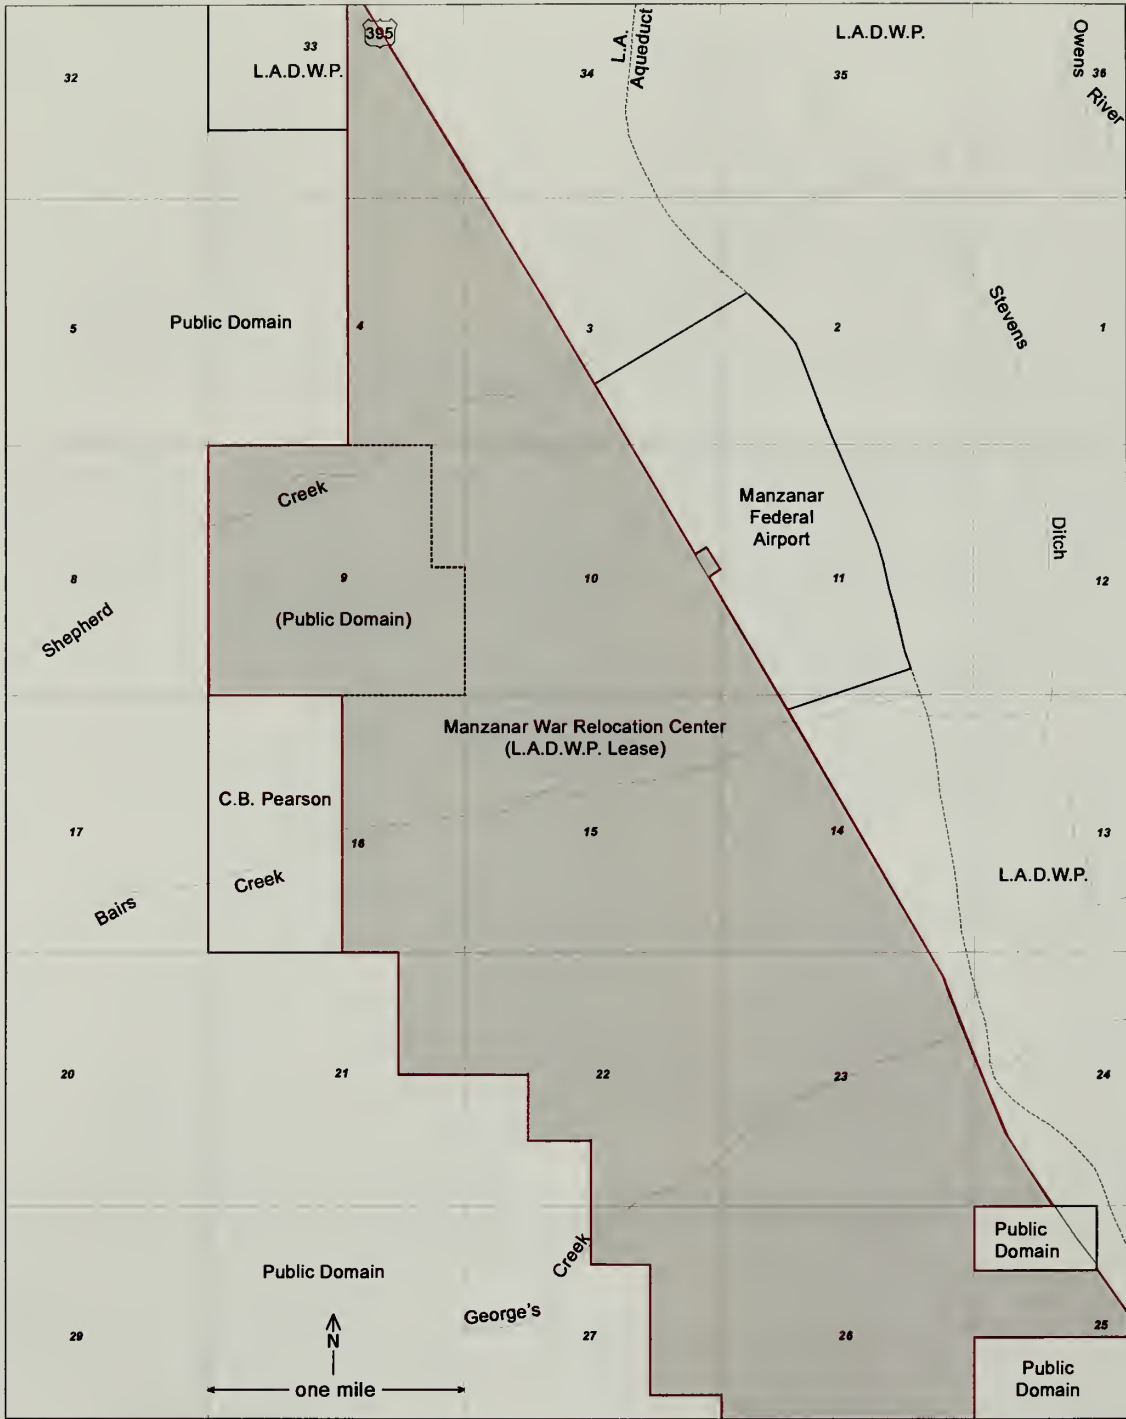 395
33
L.A.D.W.P.
32
34
L.A.
Aqueduct
L.A.D.W.P.
35
Owens
River
36
5
Public Domain
4
3
2
Stevens
1
Creek
Manzanar
Federal
Airport
Ditch
8
9
10
11
12
Shepherd
(Public Domain)
Manzanar War Relocation Center
(L.A.D.W.P. Lease)
C.B. Pearson
17
16
15
14
13
Creek
L.A.D.W.P.
Bairs
20
21
22
23
24
Public
Domain
Creek
Public Domain
George's
N
29
27
26
25
one mile
Public
Domain